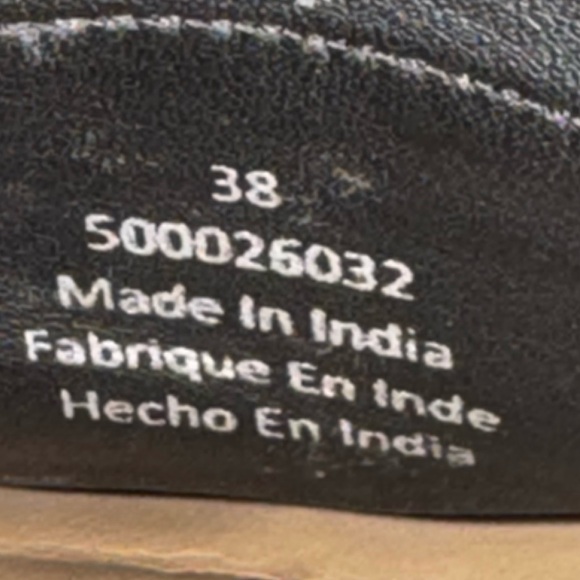 38
500026032
Made In India
Fabrique En Inde
Hecho En India